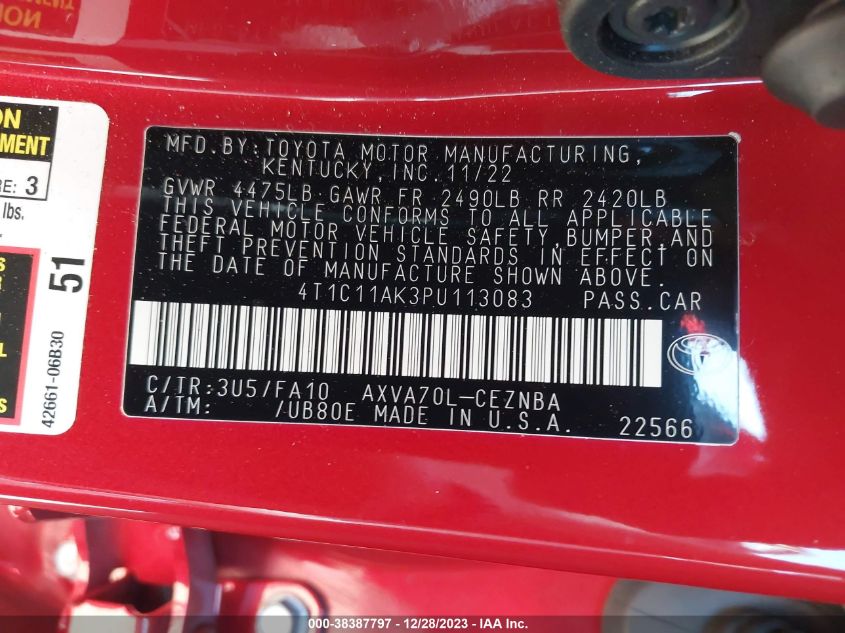 ON
EMENT
RE: 3
lbs.
S
R
L
S
51
42661-06B30
MFD.BY:TOYOTA MOTOR MANUFACTURING,
KENTUCKY, INC. 11/22
GVWR 4475LB GAWR FR 2490LB RR 2420LB
THIS VEHICLE CONFORMS TO ALL APPLICABLE
FEDERAL MOTOR VEHICLE SAFETY,BUMPER,AND
THEFT PREVENTION STANDARDS IN EFFECT ON
THE DATE OF MANUFACTURE SHOWN ABOVE.
4T1C11AK3PU113083 PASS.CAR
C/TR:3U5/FA10 AXVA70L-CEZNBA
A/TM: /UB80E MADE IN U.S.A. 22566
000-38387797 - 12/28/2023 - IAA Inc.